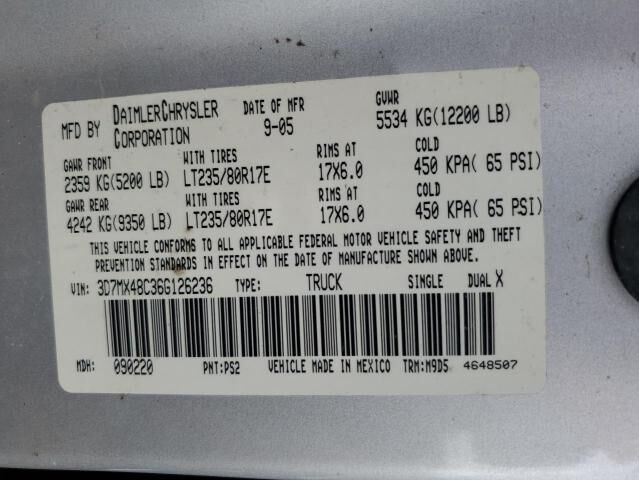 MFD BY DAIMLERCHRYSLER CORPORATION DATE OF MFR 9-05 GVWR 5534 KG(12200 LB)
GAWR FRONT WITH TIRES RIMS AT COLD
2359 KG(5200 LB) LT235/80R17E 17X6.0 450 KPA( 65 PSI)
GAWR REAR WITH TIRES RIMS AT COLD
4242 KG(9350 LB) LT235/80R17E 17X6.0 450 KPA( 65 PSI)
THIS VEHICLE CONFORMS TO ALL APPLICABLE FEDERAL MOTOR VEHICLE SAFETY AND THEFT
PREVENTION STANDARDS IN EFFECT ON THE DATE OF MANUFACTURE SHOWN ABOVE.
VIN: 3D7MX48C36G126236 TYPE: TRUCK SINGLE DUAL X
MDH: 090220 PNT:PS2 VEHICLE MADE IN MEXICO TRM:M9D5 4648507